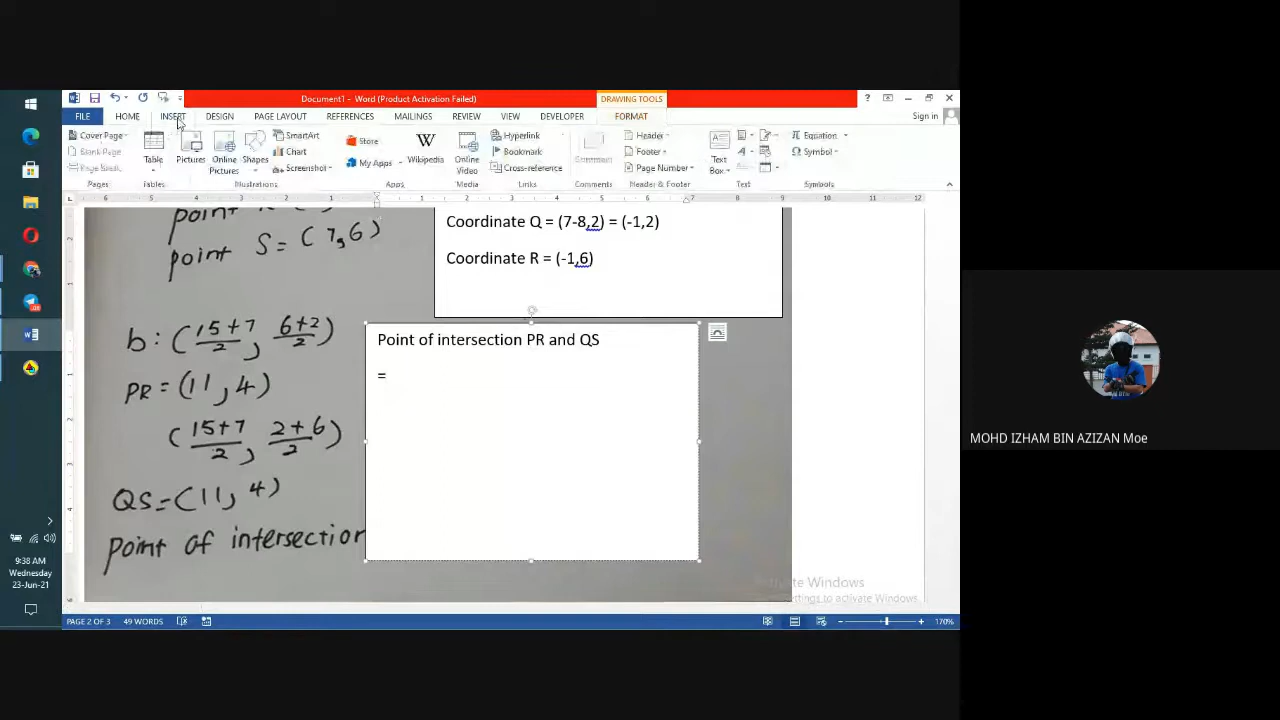 Document1 - Word (Product Activation Failed)
DRAWING TOOLS
FILE HOME INSERT DESIGN PAGE LAYOUT REFERENCES MAILINGS REVIEW VIEW DEVELOPER FORMAT
Sign in
Cover Page
Blank Page
Page Break
Pages
Table
Tables
Pictures
Online Pictures
Shapes
SmartArt
Chart
Screenshot
Illustrations
Store
My Apps
Wikipedia
Apps
Online Video
Media
Hyperlink
Bookmark
Cross-reference
Links
Comment
Comments
Header
Footer
Page Number
Header & Footer
Text Box
Text
Equation
Symbol
Symbols
point
point S = (7,6)
Coordinate Q = (7-8,2) = (-1,2)
Coordinate R = (-1,6)
b: (15+7/2, 6+2/2)
PR = (11,4)
(15+7/2, 2+6/2)
QS = (11,4)
point of intersection
Point of intersection PR and QS
=
Activate Windows
settings to activate Windows
9:38 AM
Wednesday
23-Jun-21
PAGE 2 OF 3 49 WORDS
170%
MOHD IZHAM BIN AZIZAN Moe